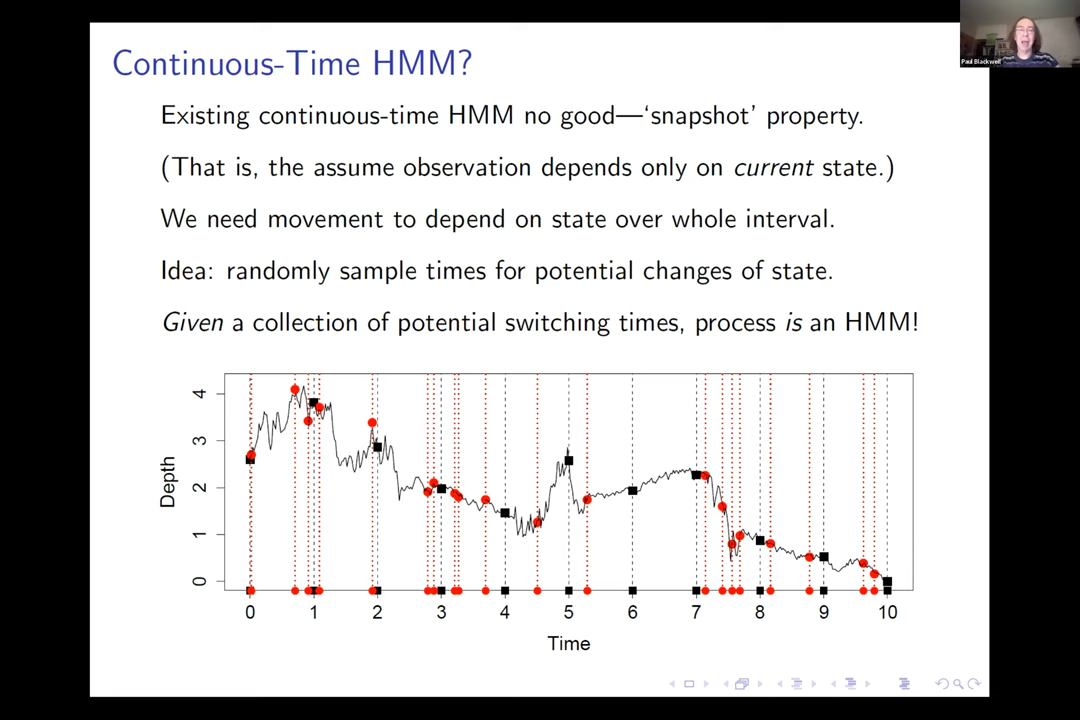 Continuous-Time HMM?
Paul Blackwell
Existing continuous-time HMM no good—‘snapshot’ property.
(That is, the assume observation depends only on current state.)
We need movement to depend on state over whole interval.
Idea: randomly sample times for potential changes of state.
Given a collection of potential switching times, process is an HMM!
4
3
2
1
0
Depth
0 1 2 3 4 5 6 7 8 9 10
Time